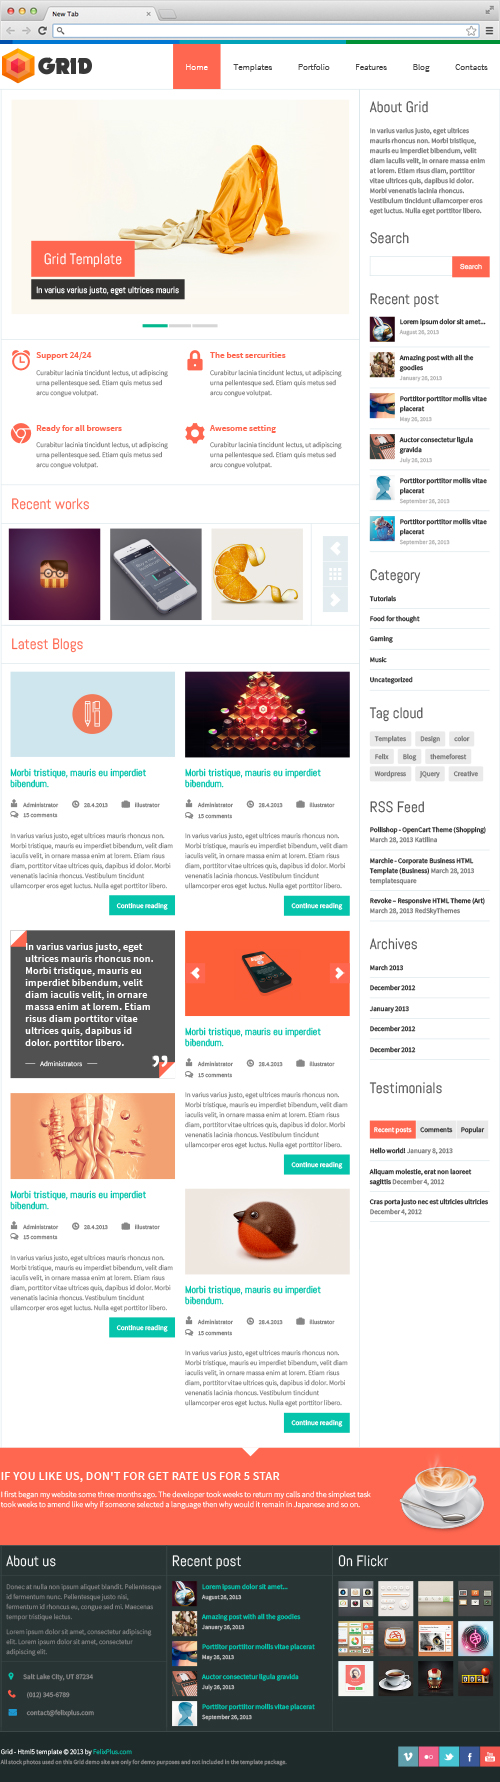 New Tab
GRID
Home
Templates
Portfolio
Features
Blog
Contacts
Grid Template
In varius varius justo, eget ultrices mauris
Support 24/24
Curabitur lacinia tincidunt lectus, ut adipiscing
urna pellentesque sed. Etiam quis metus sed
arcu congue volutpat.
The best sercurities
Curabitur lacinia tincidunt lectus, ut adipiscing
urna pellentesque sed. Etiam quis metus sed
arcu congue volutpat.
Ready for all browsers
Curabitur lacinia tincidunt lectus, ut adipiscing
urna pellentesque sed. Etiam quis metus sed
arcu congue volutpat.
Awesome setting
Curabitur lacinia tincidunt lectus, ut adipiscing
urna pellentesque sed. Etiam quis metus sed
arcu congue volutpat.
Recent works
Latest Blogs
Morbi tristique, mauris eu imperdiet
bibendum.
Administrator
28.4.2013
Illustrator
15 comments
In varius varius justo, eget ultrices mauris rhoncus non.
Morbi tristique, mauris eu imperdiet bibendum, velit diam
iaculis velit, in ornare massa enim at lorem. Etiam risus
diam, porttitor vitae ultrices quis, dapibus id dolor. Morbi
venenatis lacinia rhoncus. Vestibulum tincidunt
ullamcorper eros eget luctus. Nulla eget porttitor libero.
Continue reading
Morbi tristique, mauris eu imperdiet
bibendum.
Administrator
28.4.2013
Illustrator
15 comments
In varius varius justo, eget ultrices mauris rhoncus non.
Morbi tristique, mauris eu imperdiet bibendum, velit diam
iaculis velit, in ornare massa enim at lorem. Etiam risus
diam, porttitor vitae ultrices quis, dapibus id dolor. Morbi
venenatis lacinia rhoncus. Vestibulum tincidunt
ullamcorper eros eget luctus. Nulla eget porttitor libero.
Continue reading
In varius varius justo, eget
ultrices mauris rhoncus non.
Morbi tristique, mauris eu
imperdiet bibendum, velit
diam iaculis velit, in ornare
massa enim at lorem. Etiam
risus diam porttitor vitae
ultrices quis, dapibus id
dolor. porttitor libero.
Administrators
Morbi tristique, mauris eu imperdiet
bibendum.
Administrator
28.4.2013
Illustrator
15 comments
In varius varius justo, eget ultrices mauris rhoncus non.
Morbi tristique, mauris eu imperdiet bibendum, velit diam
iaculis velit, in ornare massa enim at lorem. Etiam risus
diam, porttitor vitae ultrices quis, dapibus id dolor. Morbi
venenatis lacinia rhoncus. Vestibulum tincidunt
ullamcorper eros eget luctus. Nulla eget porttitor libero.
Continue reading
Morbi tristique, mauris eu imperdiet
bibendum.
Administrator
28.4.2013
Illustrator
15 comments
In varius varius justo, eget ultrices mauris rhoncus non.
Morbi tristique, mauris eu imperdiet bibendum, velit diam
iaculis velit, in ornare massa enim at lorem. Etiam risus
diam, porttitor vitae ultrices quis, dapibus id dolor. Morbi
venenatis lacinia rhoncus. Vestibulum tincidunt
ullamcorper eros eget luctus. Nulla eget porttitor libero.
Continue reading
Morbi tristique, mauris eu imperdiet
bibendum.
Administrator
28.4.2013
Illustrator
15 comments
In varius varius justo, eget ultrices mauris rhoncus non.
Morbi tristique, mauris eu imperdiet bibendum, velit diam
iaculis velit, in ornare massa enim at lorem. Etiam risus
diam, porttitor vitae ultrices quis, dapibus id dolor. Morbi
venenatis lacinia rhoncus. Vestibulum tincidunt
ullamcorper eros eget luctus. Nulla eget porttitor libero.
Continue reading
About Grid
In varius varius justo, eget ultrices
mauris rhoncus non. Morbi tristique,
mauris eu imperdiet bibendum, velit
diam iaculis velit, in ornare massa enim
at lorem. Etiam risus diam, porttitor
vitae ultrices quis, dapibus id dolor.
Morbi venenatis lacinia rhoncus.
Vestibulum tincidunt ullamcorper eros
eget luctus. Nulla eget porttitor libero.
Search
Search
Recent post
Lorem ipsum dolor sit amet...
August 28, 2013
Amazing post with all the
goodies
January 28, 2013
Porttitor porttitor mollis vitae
placerat
May 28, 2013
Auctor consectetur ligula
gravida
July 28, 2013
Porttitor porttitor mollis vitae
placerat
September 28, 2013
Porttitor porttitor mollis vitae
placerat
September 28, 2013
Category
Tutorials
Food for thought
Gaming
Music
Uncategorized
Tag cloud
Templates
Design
color
Felix
Blog
themeforest
Wordpress
jQuery
Creative
RSS Feed
Pollishop - OpenCart Theme (Shopping)
March 28, 2013 Katilina
Marchie - Corporate Business HTML
Template (Business) March 28, 2013
templatesquare
Revoke – Responsive HTML Theme (Art)
March 28, 2013 RedSkyThemes
Archives
March 2013
December 2012
January 2013
December 2012
December 2012
Testimonials
Recent posts
Comments
Popular
Hello world! January 8, 2013
Aliquam molestie, erat non laoreet
sagittis December 4, 2012
Cras porta justo nec est ultricies ultricies
December 4, 2012
IF YOU LIKE US, DON'T FOR GET RATE US FOR 5 STAR
I first began my website some three months ago. The developer took weeks to return my calls and the simplest task
took weeks to amend like why if someone selected a language then why would it remain in Japanese and so on.
About us
Donec at nulla non ipsum aliquet blandit. Pellentesque
id fermentum nunc. Pellentesque justo nisi,
fermentum id rhoncus eu, congue sed mi. Maecenas
tempor tristique lectus.
Lorem ipsum dolor sit amet, consectetur adipiscing
elit. Lorem ipsum dolor sit amet, consectetur
adipiscing elit.
Salt Lake City, UT 87234
(012) 345-6789
contact@felixplus.com
Recent post
Lorem ipsum dolor sit amet...
August 28, 2013
Amazing post with all the goodies
January 28, 2013
Porttitor porttitor mollis vitae placerat
May 28, 2013
Auctor consectetur ligula gravida
July 28, 2013
Porttitor porttitor mollis vitae placerat
September 28, 2013
On Flickr
Grid - Html5 template © 2013 by FelixPlus.com
All stock photos used on this Grid demo site are only for demo purposes and not included in the template package.